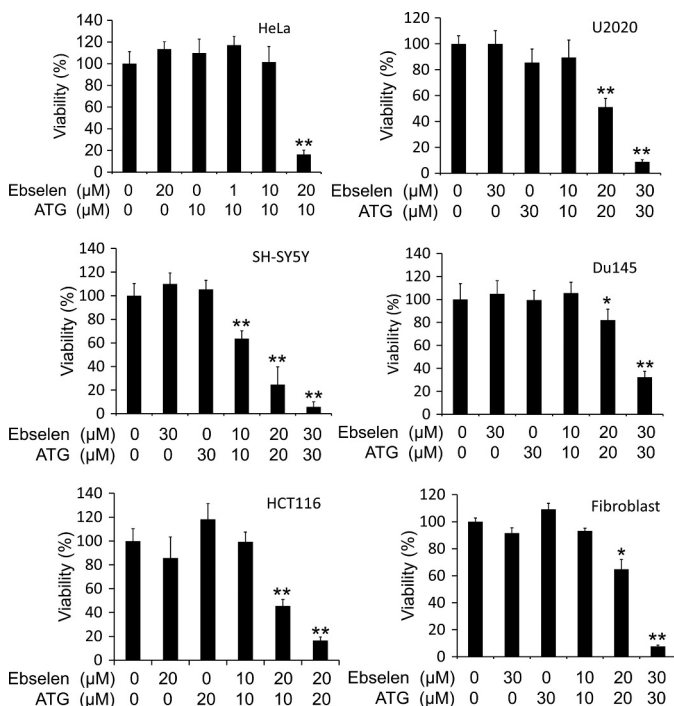 HeLa
Viability (%)
140
120
100
80
60
40
20
0
**
Ebselen (μM) 0 20 0 1 10 20
ATG (μM) 0 0 10 10 10 10
U2020
Viability (%)
120
100
80
60
40
20
0
**
**
Ebselen (μM) 0 30 0 10 20 30
ATG (μM) 0 0 30 10 20 30
SH-SY5Y
Viability (%)
140
120
100
80
60
40
20
0
**
**
**
Ebselen (μM) 0 30 0 10 20 30
ATG (μM) 0 0 30 10 20 30
Du145
Viability (%)
140
120
100
80
60
40
20
0
*
**
Ebselen (μM) 0 30 0 10 20 30
ATG (μM) 0 0 30 10 20 30
HCT116
Viability (%)
140
120
100
80
60
40
20
0
**
**
Ebselen (μM) 0 20 0 10 20 20
ATG (μM) 0 0 20 10 10 20
Fibroblast
Viability (%)
120
100
80
60
40
20
0
*
**
Ebselen (μM) 0 30 0 10 20 30
ATG (μM) 0 0 30 10 20 30